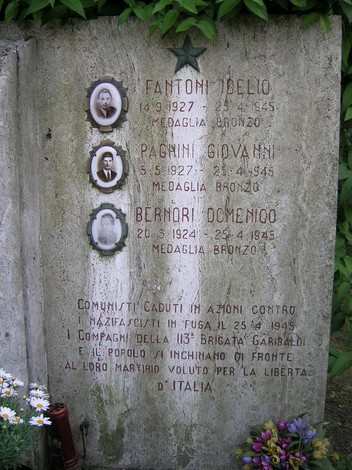 FANTONI IDELIO
14·9·1927 - 25·4·1945
MEDAGLIA BRONZO
PAGNINI GIOVANNI
5·5·1927 - 25·4·1945
MEDAGLIA BRONZO
BERNORI DOMENICO
20·3·1924 - 25·4·1945
MEDAGLIA BRONZO
COMUNISTI CADUTI IN AZIONI CONTRO
I NAZIFASCISTI IN FUGA IL 25·4·1945
I COMPAGNI DELLA 113ª BRIGATA GARIBALDI
E IL POPOLO SI INCHINANO DI FRONTE
AL LORO MARTIRIO VOLUTO PER LA LIBERTA
D'ITALIA